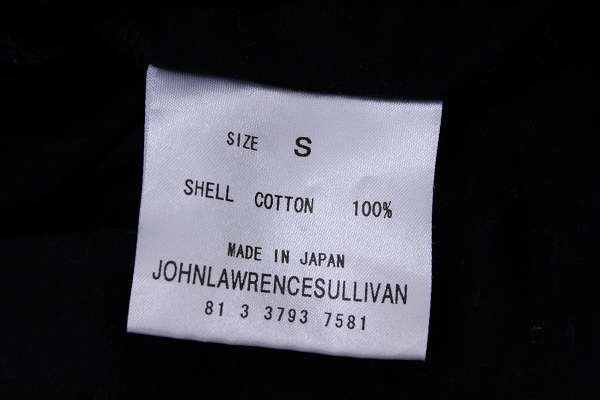 SIZE S
SHELL COTTON 100%
MADE IN JAPAN
JOHNLAWRENCESULLIVAN
81 3 3793 7581